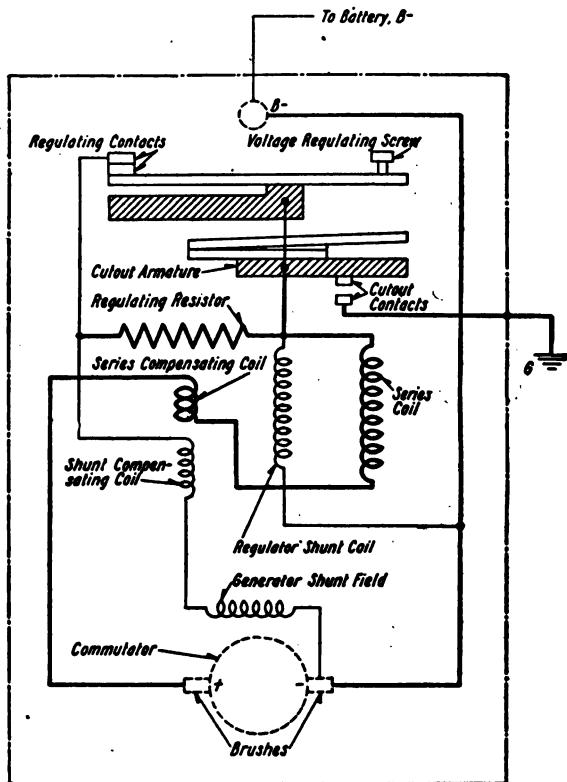 To Battery, B-
B-
Regulating Contacts
Voltage Regulating Screw
Cutout Armature
Cutout
Contacts
Regulating Resistor
G
Series Compensating Coil
Series
Coil
Shunt Compen-
sating Coil
Regulator Shunt Coil
Generator Shunt Field
Commutator
+
-
Brushes